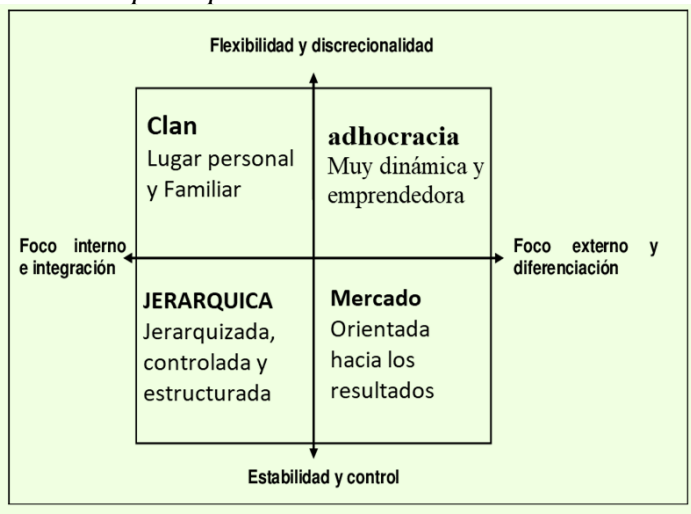 Flexibilidad y discrecionalidad
Clan
Lugar personal
y Familiar
adhocracia
Muy dinámica y
emprendedora
Foco interno
e integración
Foco externo y
diferenciación
JERARQUICA
Jerarquizada,
controlada y
estructurada
Mercado
Orientada
hacia los
resultados
Estabilidad y control